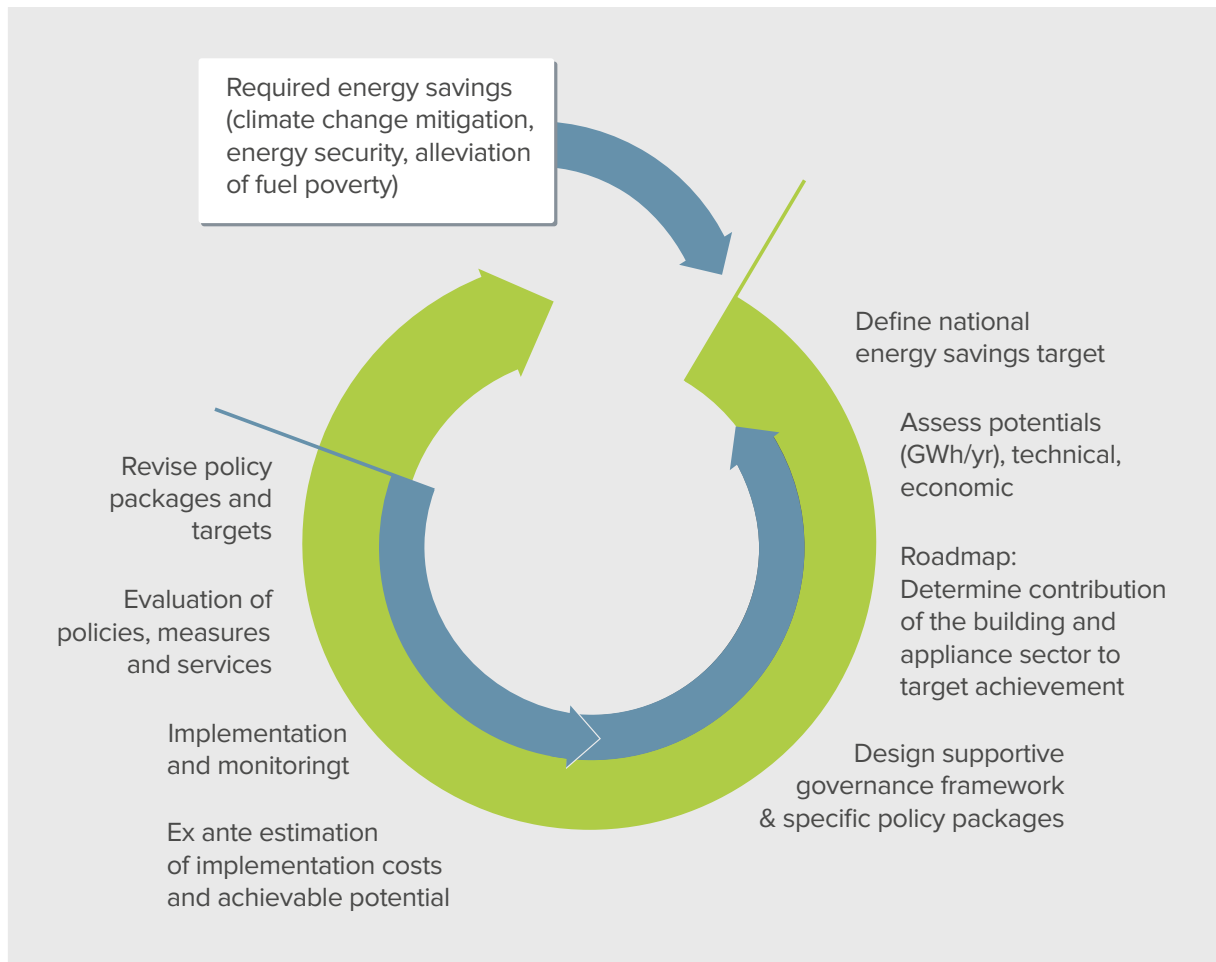 Required energy savings
(climate change mitigation,
energy security, alleviation
of fuel poverty)
Define national
energy savings target
Assess potentials
(GWh/yr), technical,
economic
Roadmap:
Determine contribution
of the building and
appliance sector to
target achievement
Design supportive
governance framework
& specific policy packages
Ex ante estimation
of implementation costs
and achievable potential
Implementation
and monitoringt
Evaluation of
policies, measures
and services
Revise policy
packages and
targets